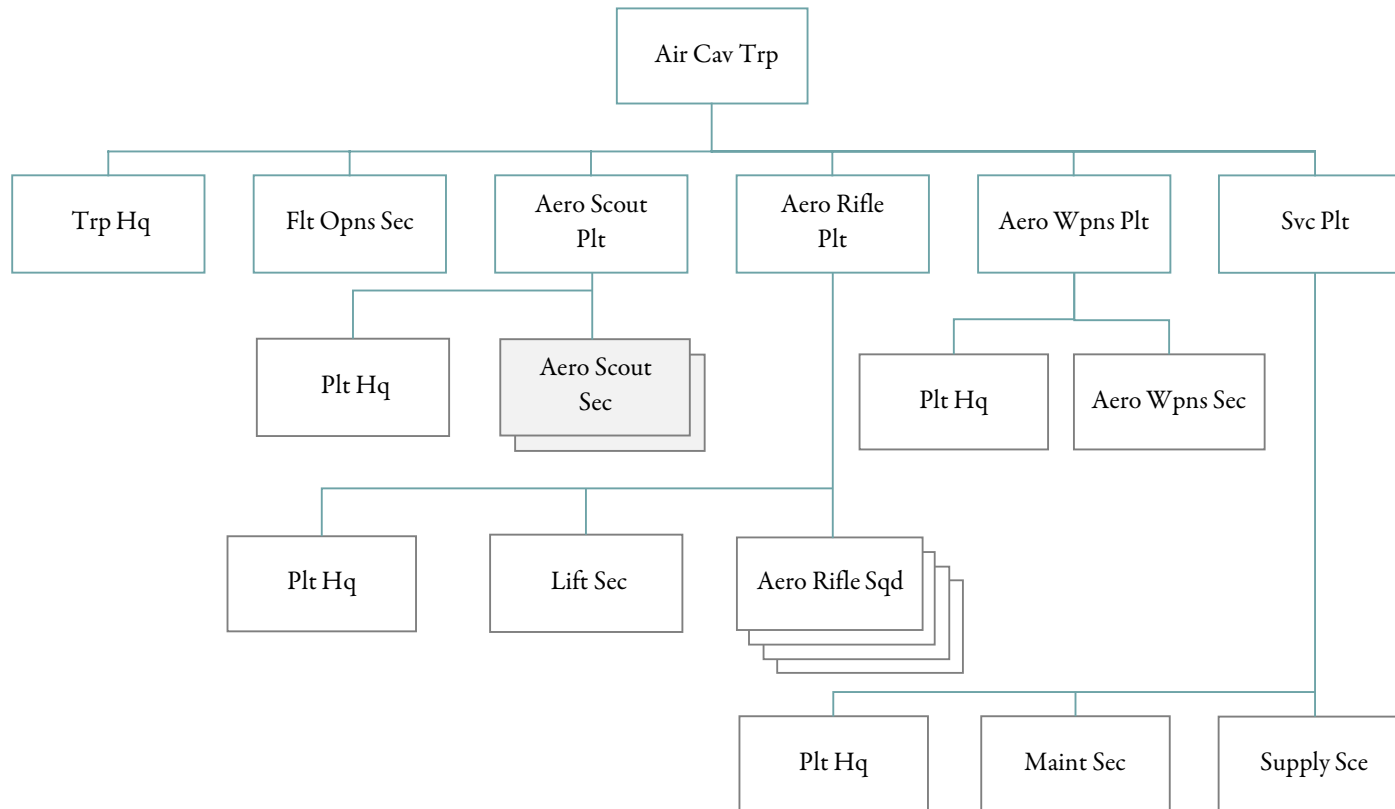 Air Cav Trp
Trp Hq
Flt Opns Sec
Aero Scout
Plt
Aero Rifle
Plt
Aero Wpns Plt
Svc Plt
Plt Hq
Aero Scout
Sec
Plt Hq
Aero Wpns Sec
Plt Hq
Lift Sec
Aero Rifle Sqd
Plt Hq
Maint Sec
Supply Sce